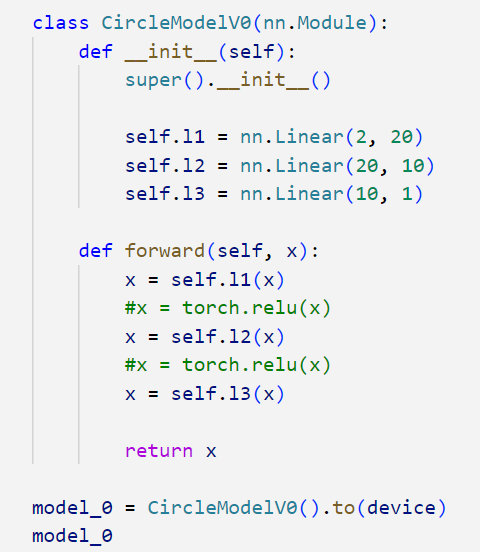 class CircleModelV0(nn.Module):
    def __init__(self):
        super().__init__()

        self.l1 = nn.Linear(2, 20)
        self.l2 = nn.Linear(20, 10)
        self.l3 = nn.Linear(10, 1)

    def forward(self, x):
        x = self.l1(x)
        #x = torch.relu(x)
        x = self.l2(x)
        #x = torch.relu(x)
        x = self.l3(x)

        return x

model_0 = CircleModelV0().to(device)
model_0